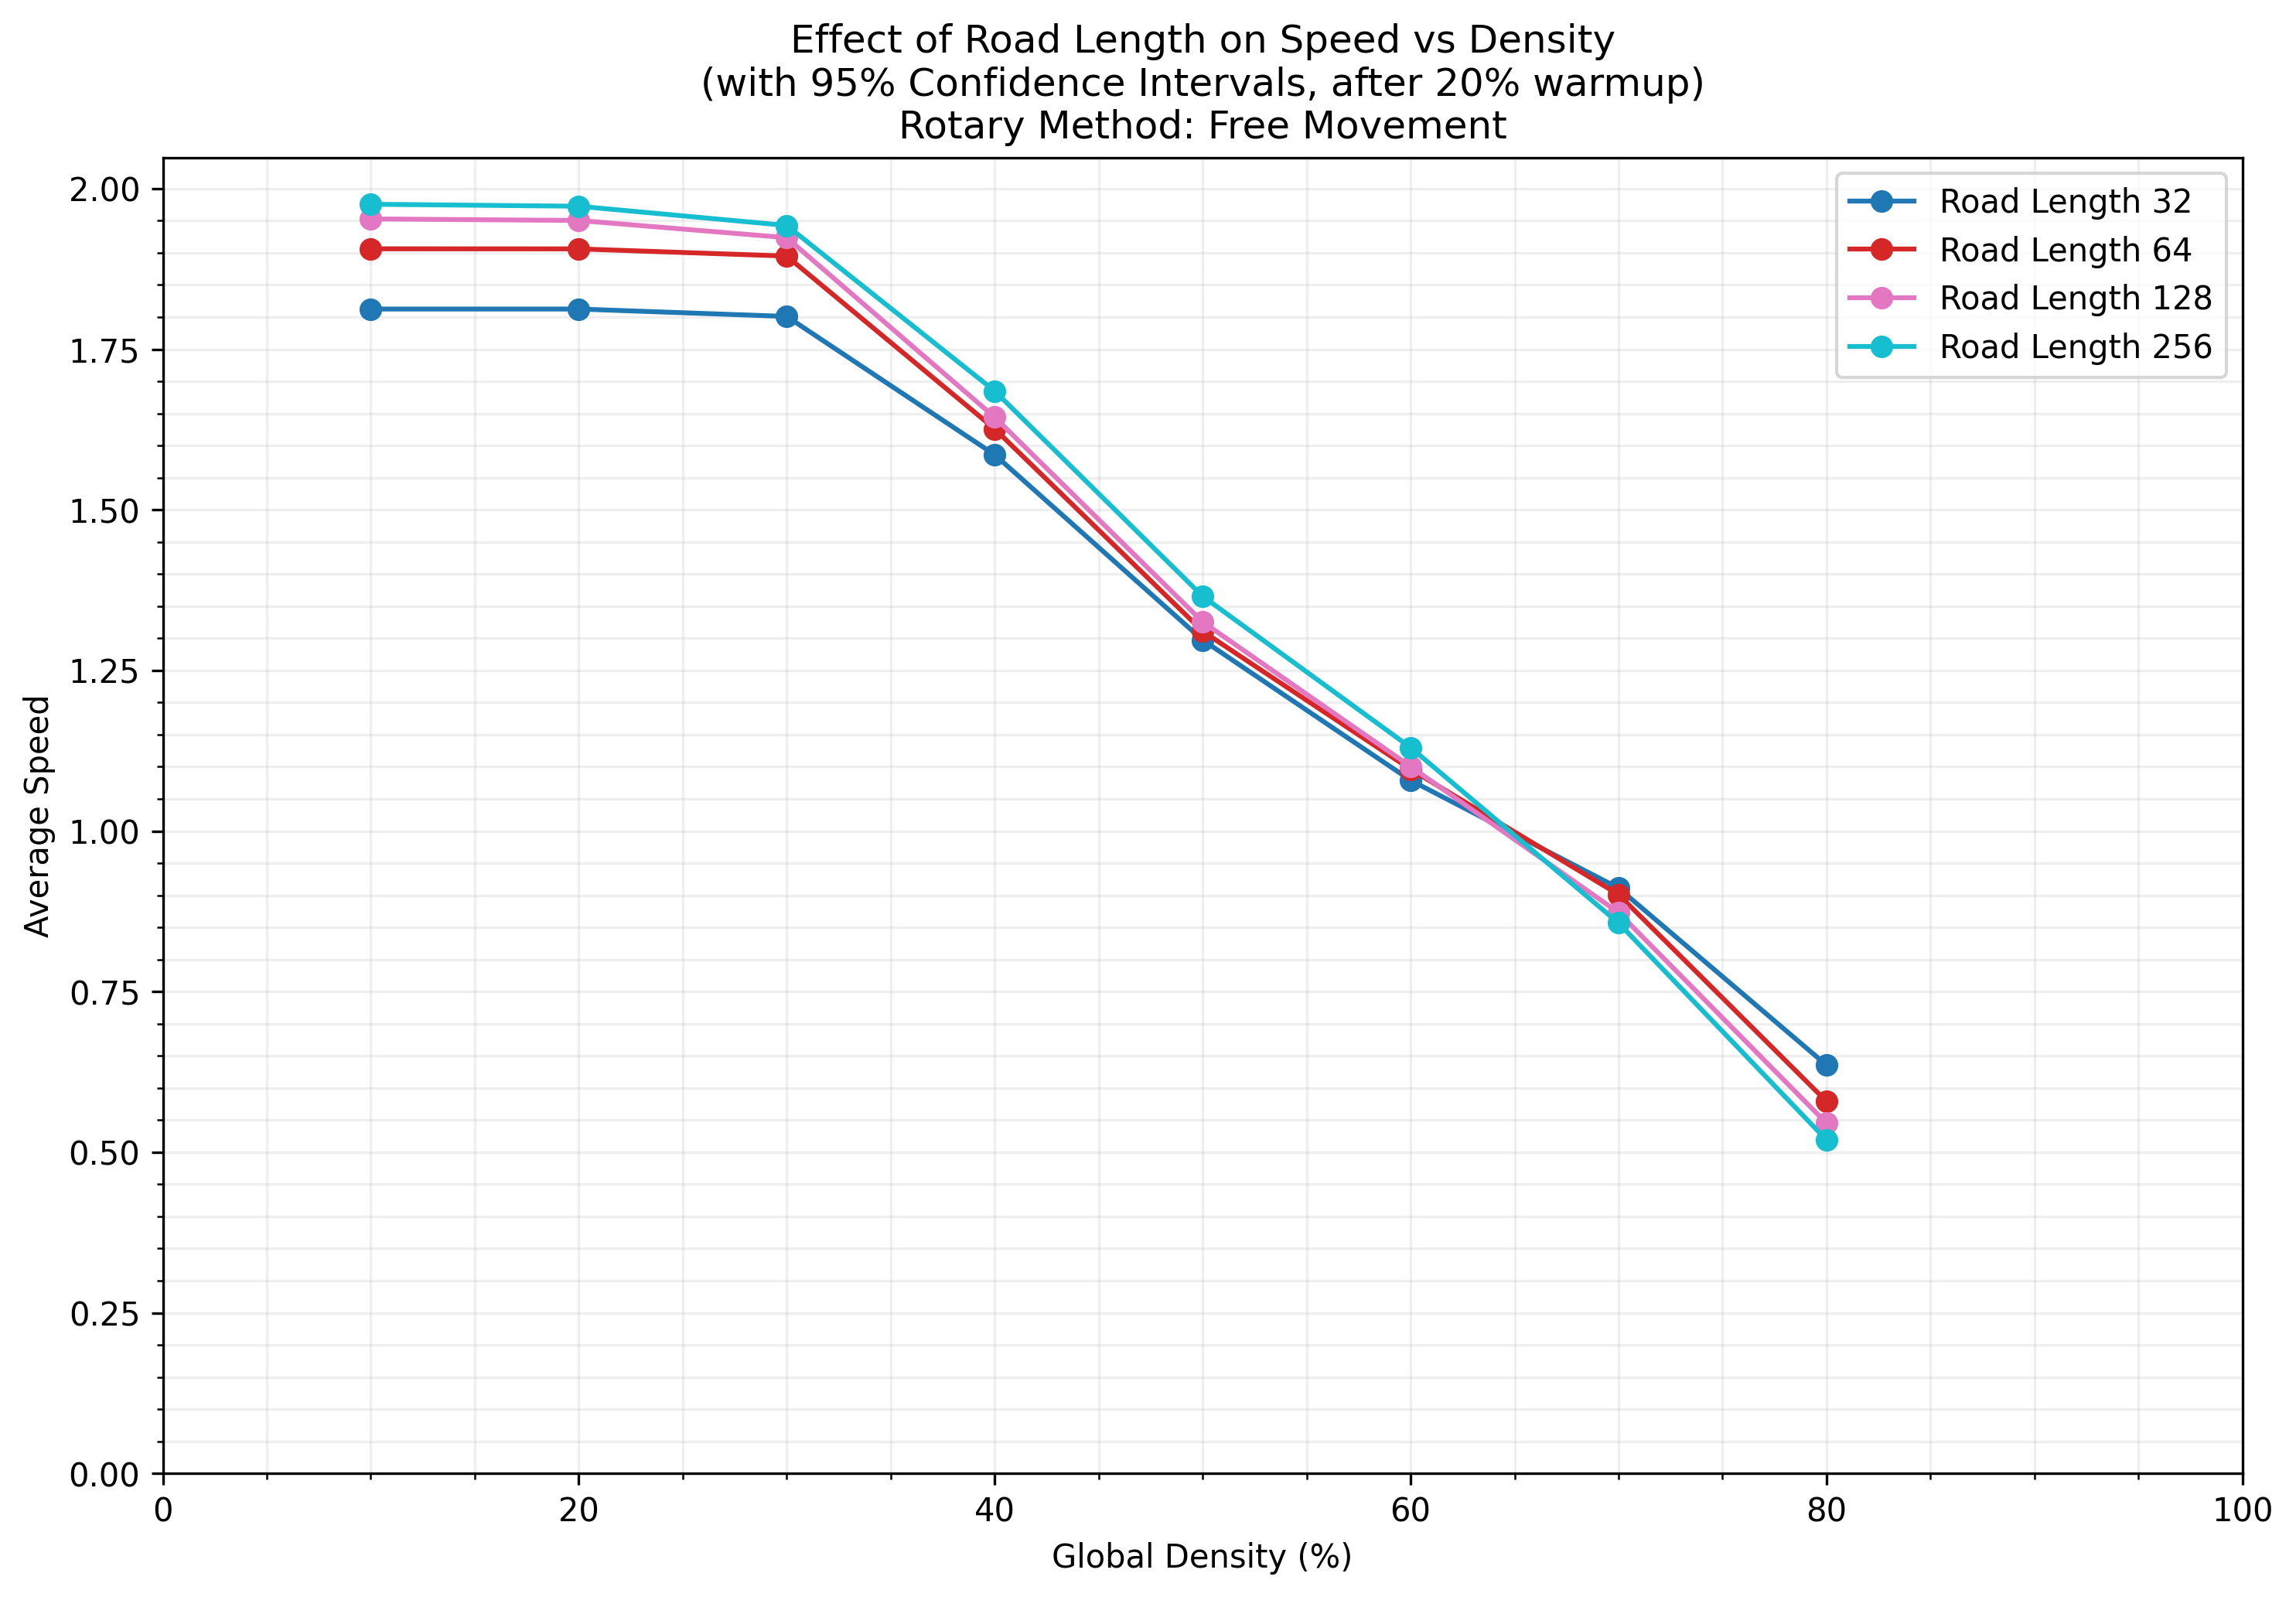 Effect of Road Length on Speed vs Density
(with 95% Confidence Intervals, after 20% warmup)
Rotary Method: Free Movement
Road Length 32
Road Length 64
Road Length 128
Road Length 256
Average Speed
2.00
1.75
1.50
1.25
1.00
0.75
0.50
0.25
0.00
0
20
40
60
80
100
Global Density (%)